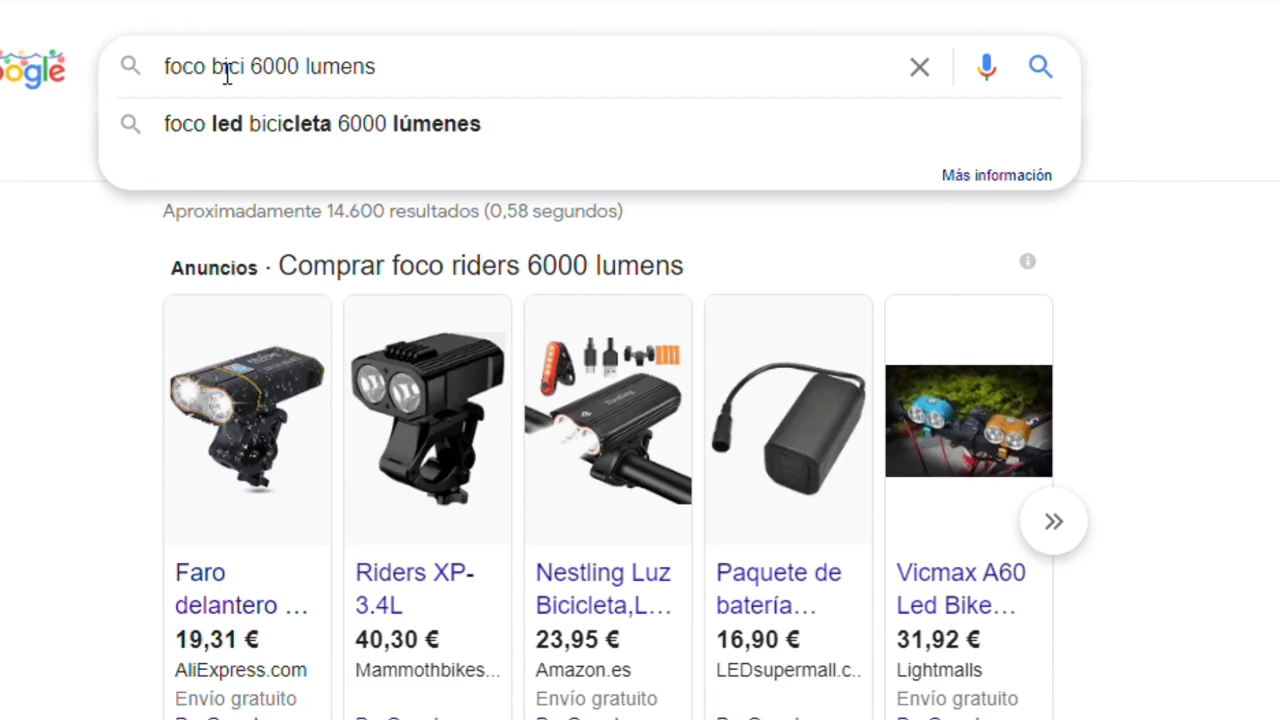 oogle
foco bici 6000 lumens
foco led bicicleta 6000 lúmenes
Más información
Aproximadamente 14.600 resultados (0,58 segundos)
Anuncios · Comprar foco riders 6000 lumens
Faro
delantero ...
19,31 €
AliExpress.com
Envío gratuito
Riders XP-
3.4L
40,30 €
Mammothbikes...
Nestling Luz
Bicicleta,L...
23,95 €
Amazon.es
Envío gratuito
Paquete de
batería...
16,90 €
LEDsupermall.c..
Vicmax A60
Led Bike...
31,92 €
Lightmalls
Envío gratuito